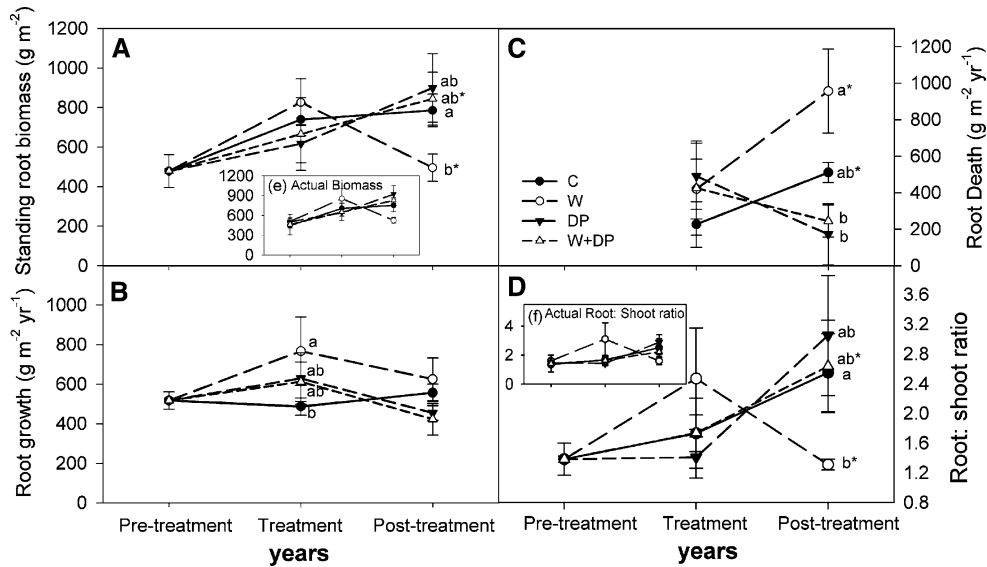 A
Standing root biomass (g m-2)
1200
1000
800
600
400
200
0
ab
ab*
a
b*
(e) Actual Biomass
1200
900
600
300
0
C
Root Death (g m-2 yr-1)
1200
1000
800
600
400
200
0
a*
ab*
b
b
C
W
DP
W+DP
B
Root growth (g m-2 yr-1)
1000
800
600
400
200
0
a
ab
ab
b
Pre-treatment
Treatment
Post-treatment
years
D
Root: shoot ratio
3.6
3.2
2.8
2.4
2.0
1.6
1.2
0.8
ab
ab*
a
b*
(f) Actual Root: Shoot ratio
4
2
0
Pre-treatment
Treatment
Post-treatment
years